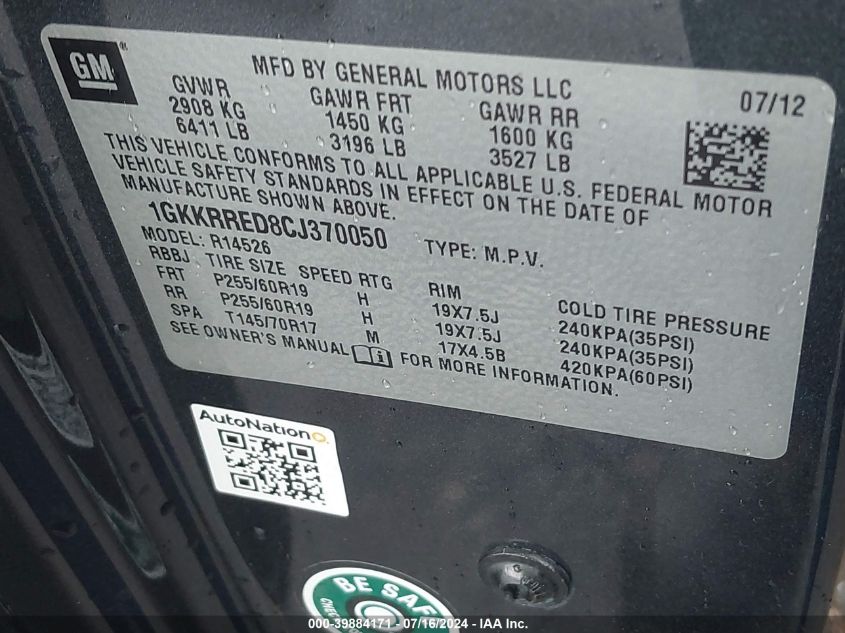 GM
MFD BY GENERAL MOTORS LLC
07/12
GVWR GAWR FRT GAWR RR
2908 KG 1450 KG 1600 KG
6411 LB 3196 LB 3527 LB
THIS VEHICLE CONFORMS TO ALL APPLICABLE U.S. FEDERAL MOTOR
VEHICLE SAFETY STANDARDS IN EFFECT ON THE DATE OF
MANUFACTURE SHOWN ABOVE.
1GKKRRED8CJ370050 TYPE: M.P.V.
MODEL: R14526
RBBJ TIRE SIZE SPEED RTG RIM COLD TIRE PRESSURE
FRT P255/60R19 H 19X7.5J 240KPA(35PSI)
RR P255/60R19 H 19X7.5J 240KPA(35PSI)
SPA T145/70R17 M 17X4.5B 420KPA(60PSI)
SEE OWNER'S MANUAL FOR MORE INFORMATION.
AutoNation
BE SAFE
000-39884171 - 07/16/2024 - IAA Inc.